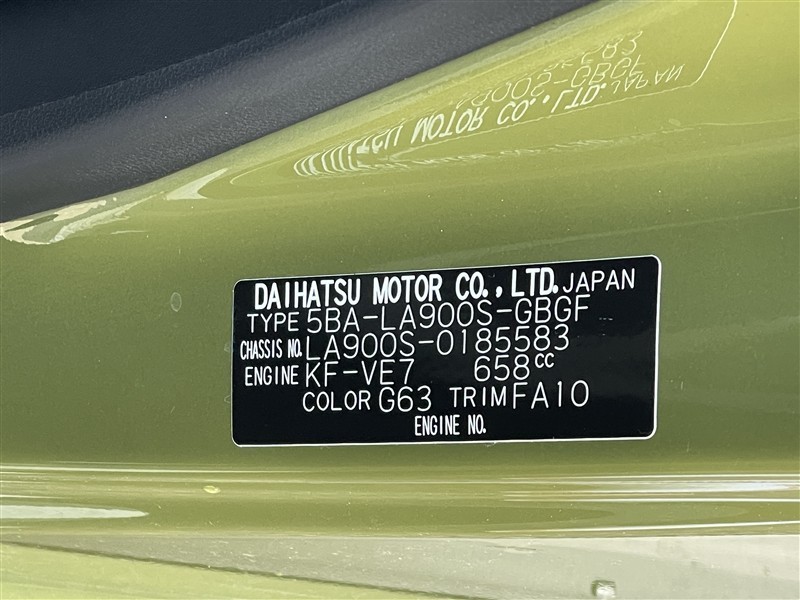 DAIHATSU MOTOR CO., LTD. JAPAN
TYPE 5BA-LA900S-GBGF
CHASSIS NO. LA900S-0185583
ENGINE KF-VE7 658cc
COLOR G63 TRIM FA10
ENGINE NO.